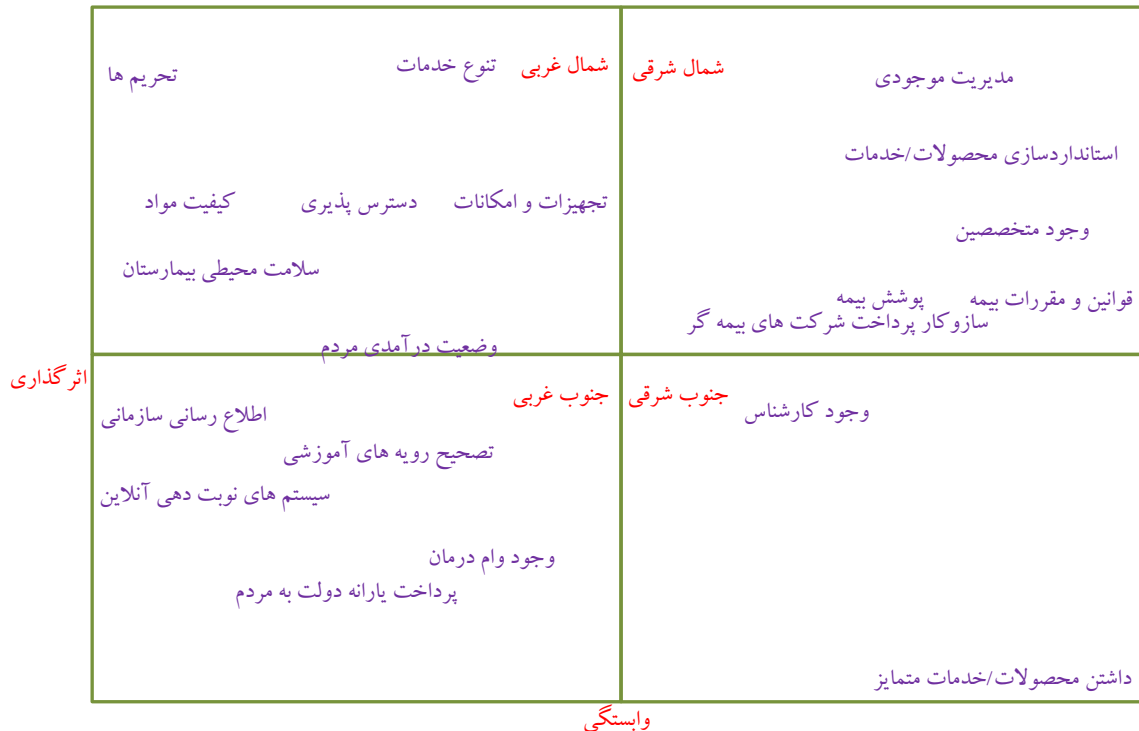 شمال شرقی
مدیریت موجودی
استانداردسازی محصولات/خدمات
وجود متخصصین
قوانین و مقررات بیمه
پوشش بیمه
سازوکار پرداخت شرکت های بیمه گر
شمال غربی
تنوع خدمات
تحریم ها
تجهیزات و امکانات
دسترس پذیری
کیفیت مواد
سلامت محیطی بیمارستان
وضعیت درآمدی مردم
اثرگذاری
جنوب شرقی
وجود کارشناس
داشتن محصولات/خدمات متمایز
جنوب غربی
اطلاع رسانی سازمانی
تصحیح رویه های آموزشی
سیستم های نوبت دهی آنلاین
وجود وام درمان
پرداخت یارانه دولت به مردم
وابستگی